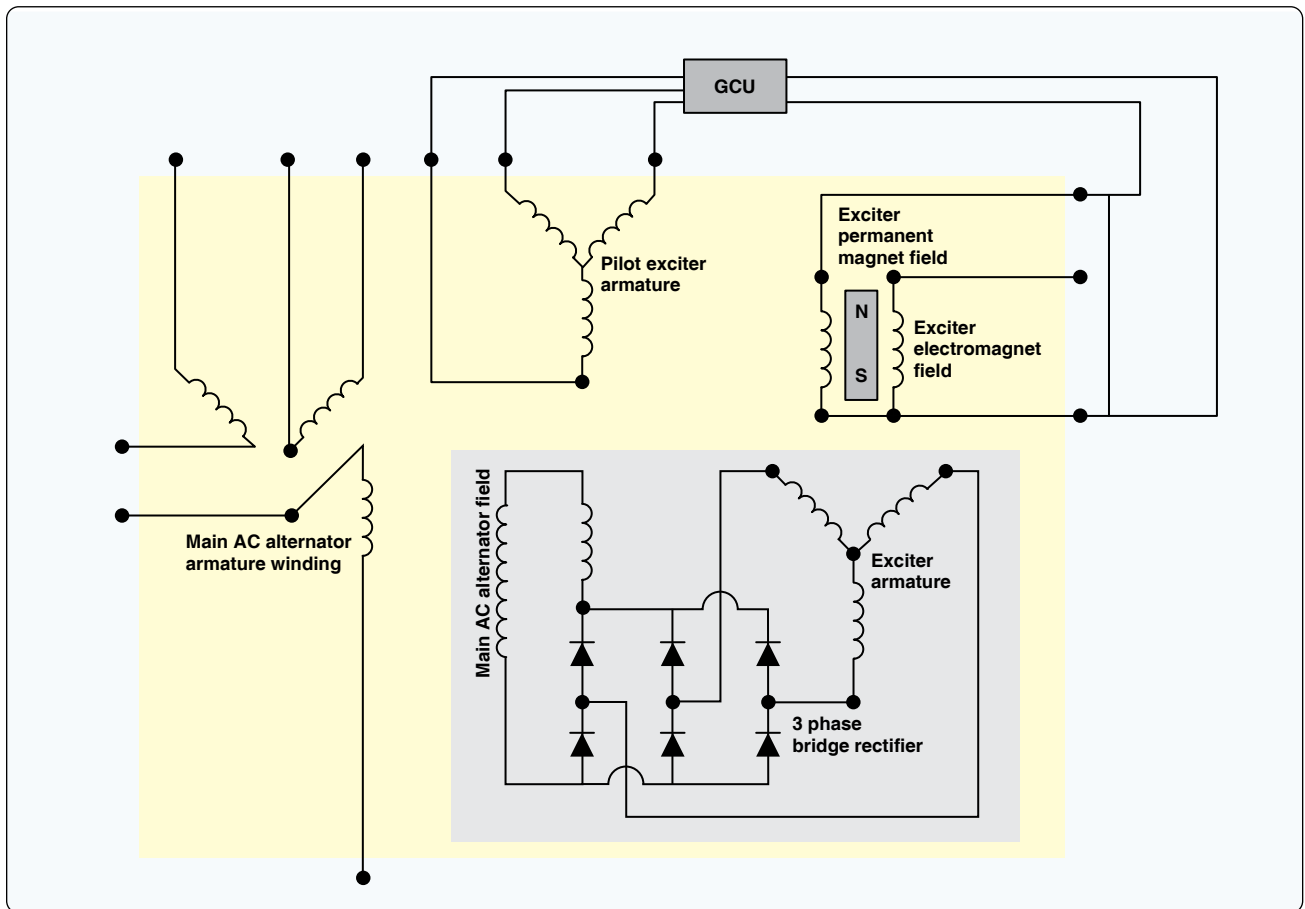 GCU
Exciter
permanent
magnet field
Pilot exciter
armature
N
S
Exciter
electromagnet
field
Main AC alternator
armature winding
Main AC alternator field
Exciter
armature
3 phase
bridge rectifier